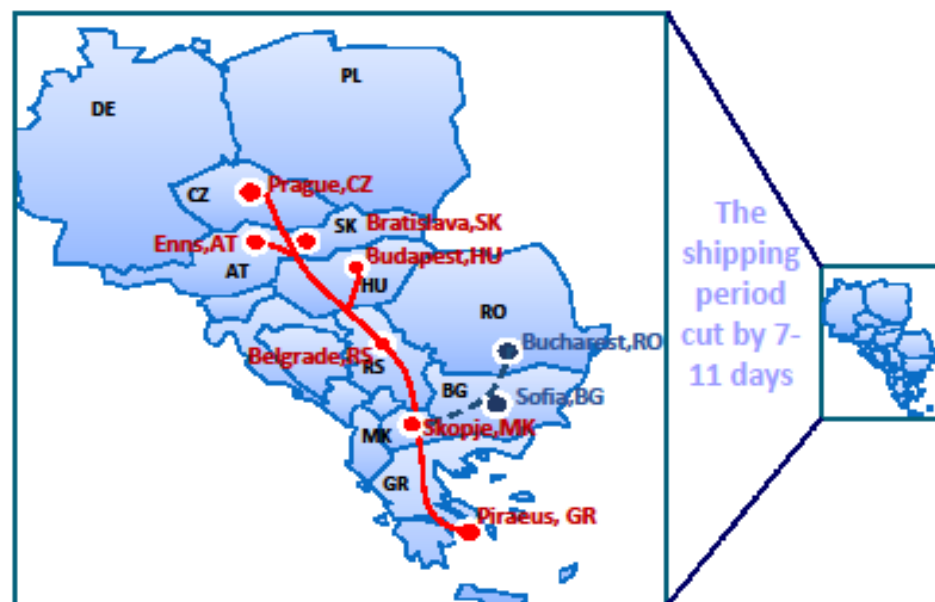 PL
DE
CZ
Prague,CZ
SK
Bratislava,SK
Enns,AT
AT
Budapest,HU
HU
RO
Bucharest,RO
Belgrade,RS
RS
BG
Sofia,BG
MK
Skopje,MK
GR
Piraeus, GR
The
shipping
period
cut by 7-
11 days